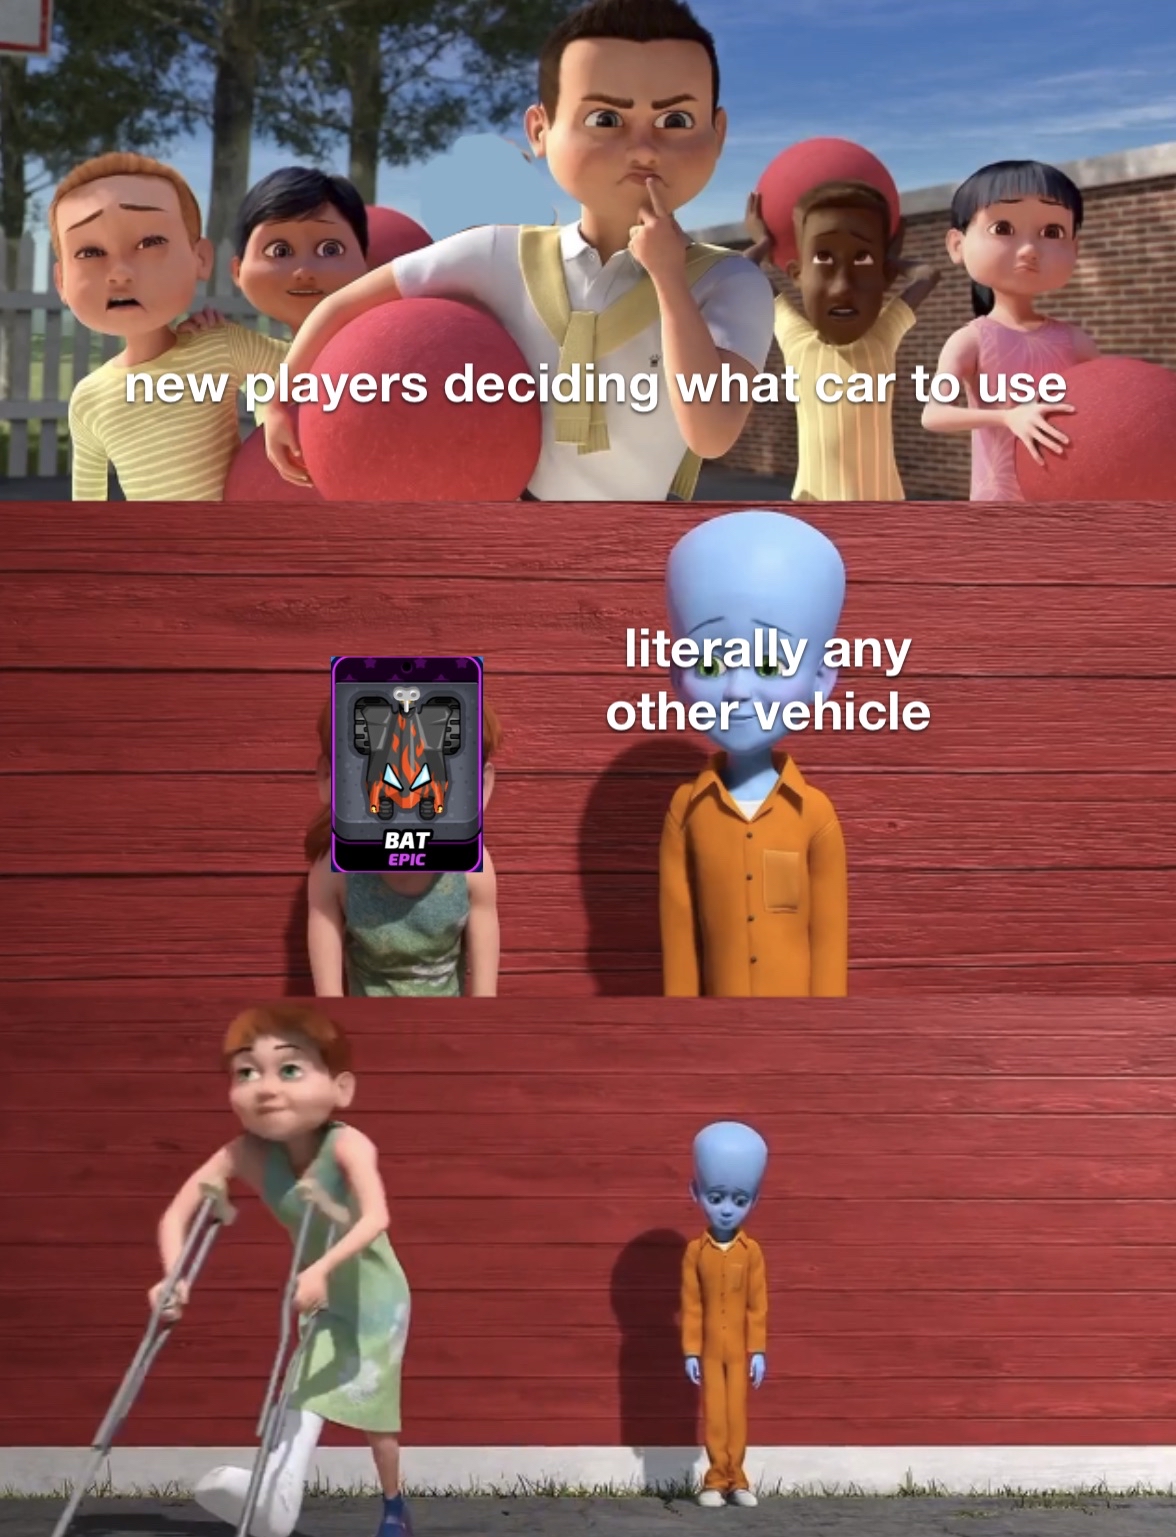 new players deciding what car to use
literally any
other vehicle
BAT
EPIC